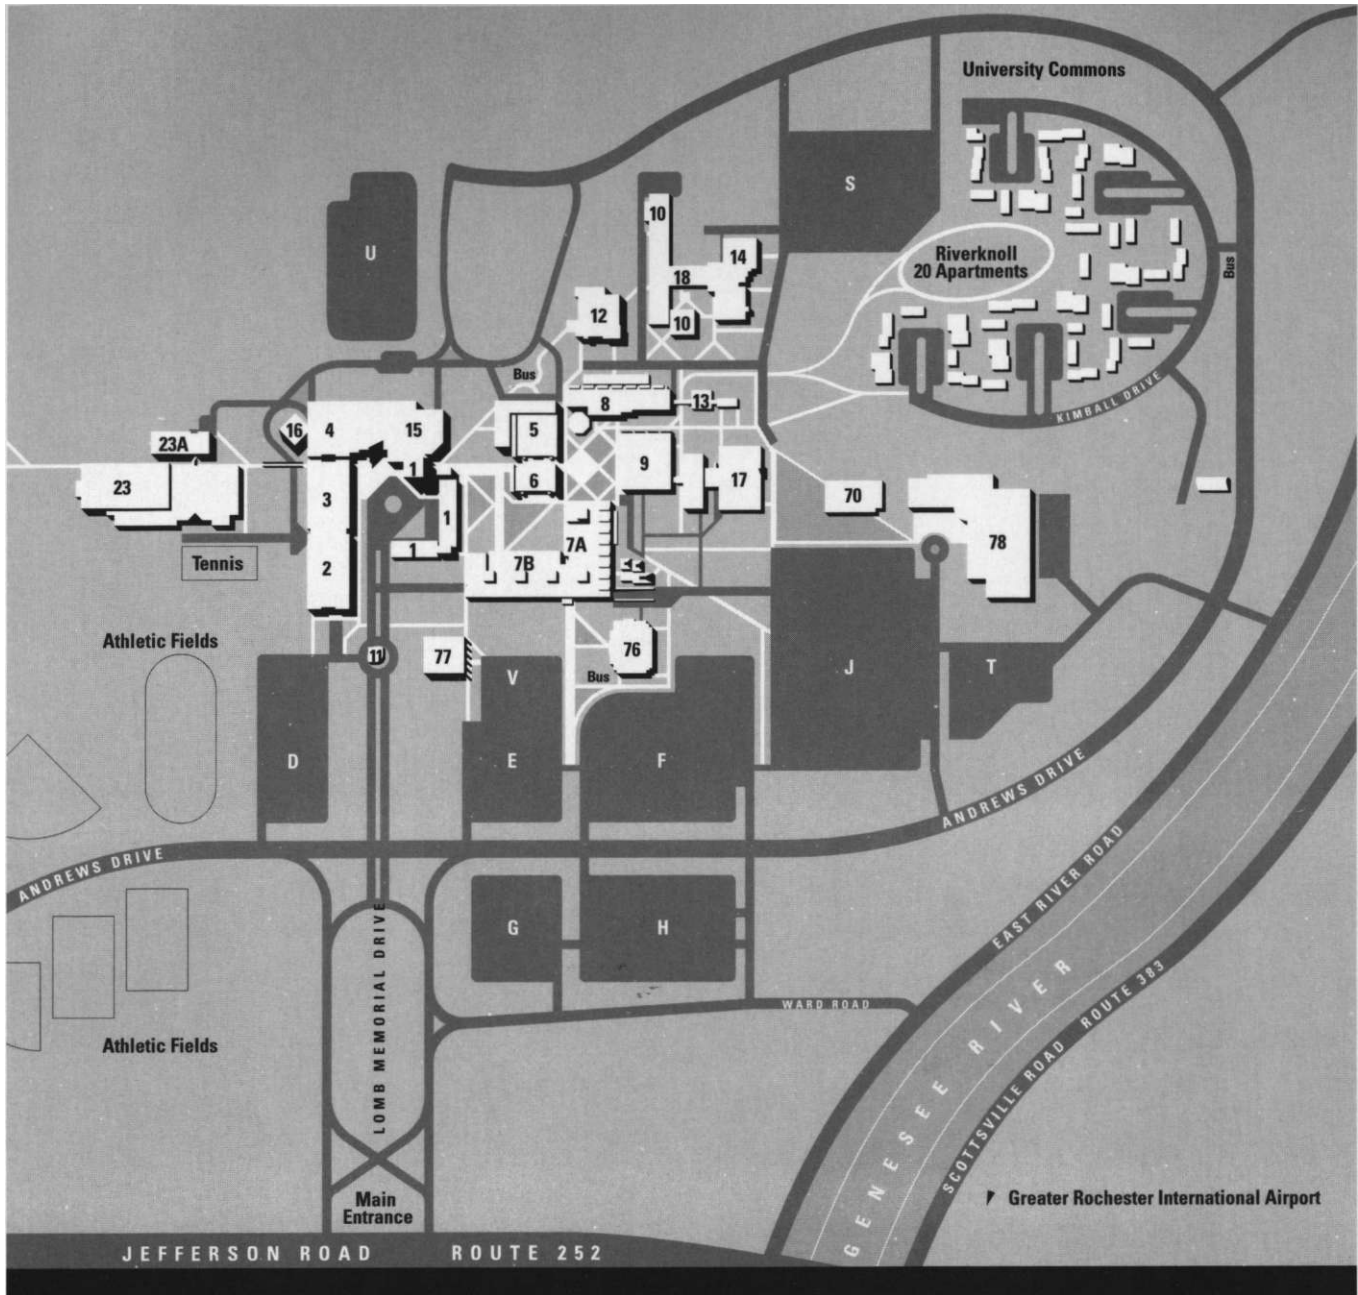 University Commons
S
10
U
14
Riverknoll
20 Apartments
18
Bus
12
10
Bus
KIMBALL DRIVE
8
13
16
4
15
5
23A
9
1
17
6
23
3
70
1
7A
78
1
7B
Tennis
2
Athletic Fields
11
77
76
V
Bus
J
T
D
E
F
ANDREWS DRIVE
ANDREWS DRIVE
EAST RIVER ROAD
G
H
LOMB MEMORIAL DRIVE
GENESEE RIVER
SCOTTSVILLE ROAD ROUTE 383
WARD ROAD
Athletic Fields
Main
Entrance
Greater Rochester International Airport
JEFFERSON ROAD ROUTE 252